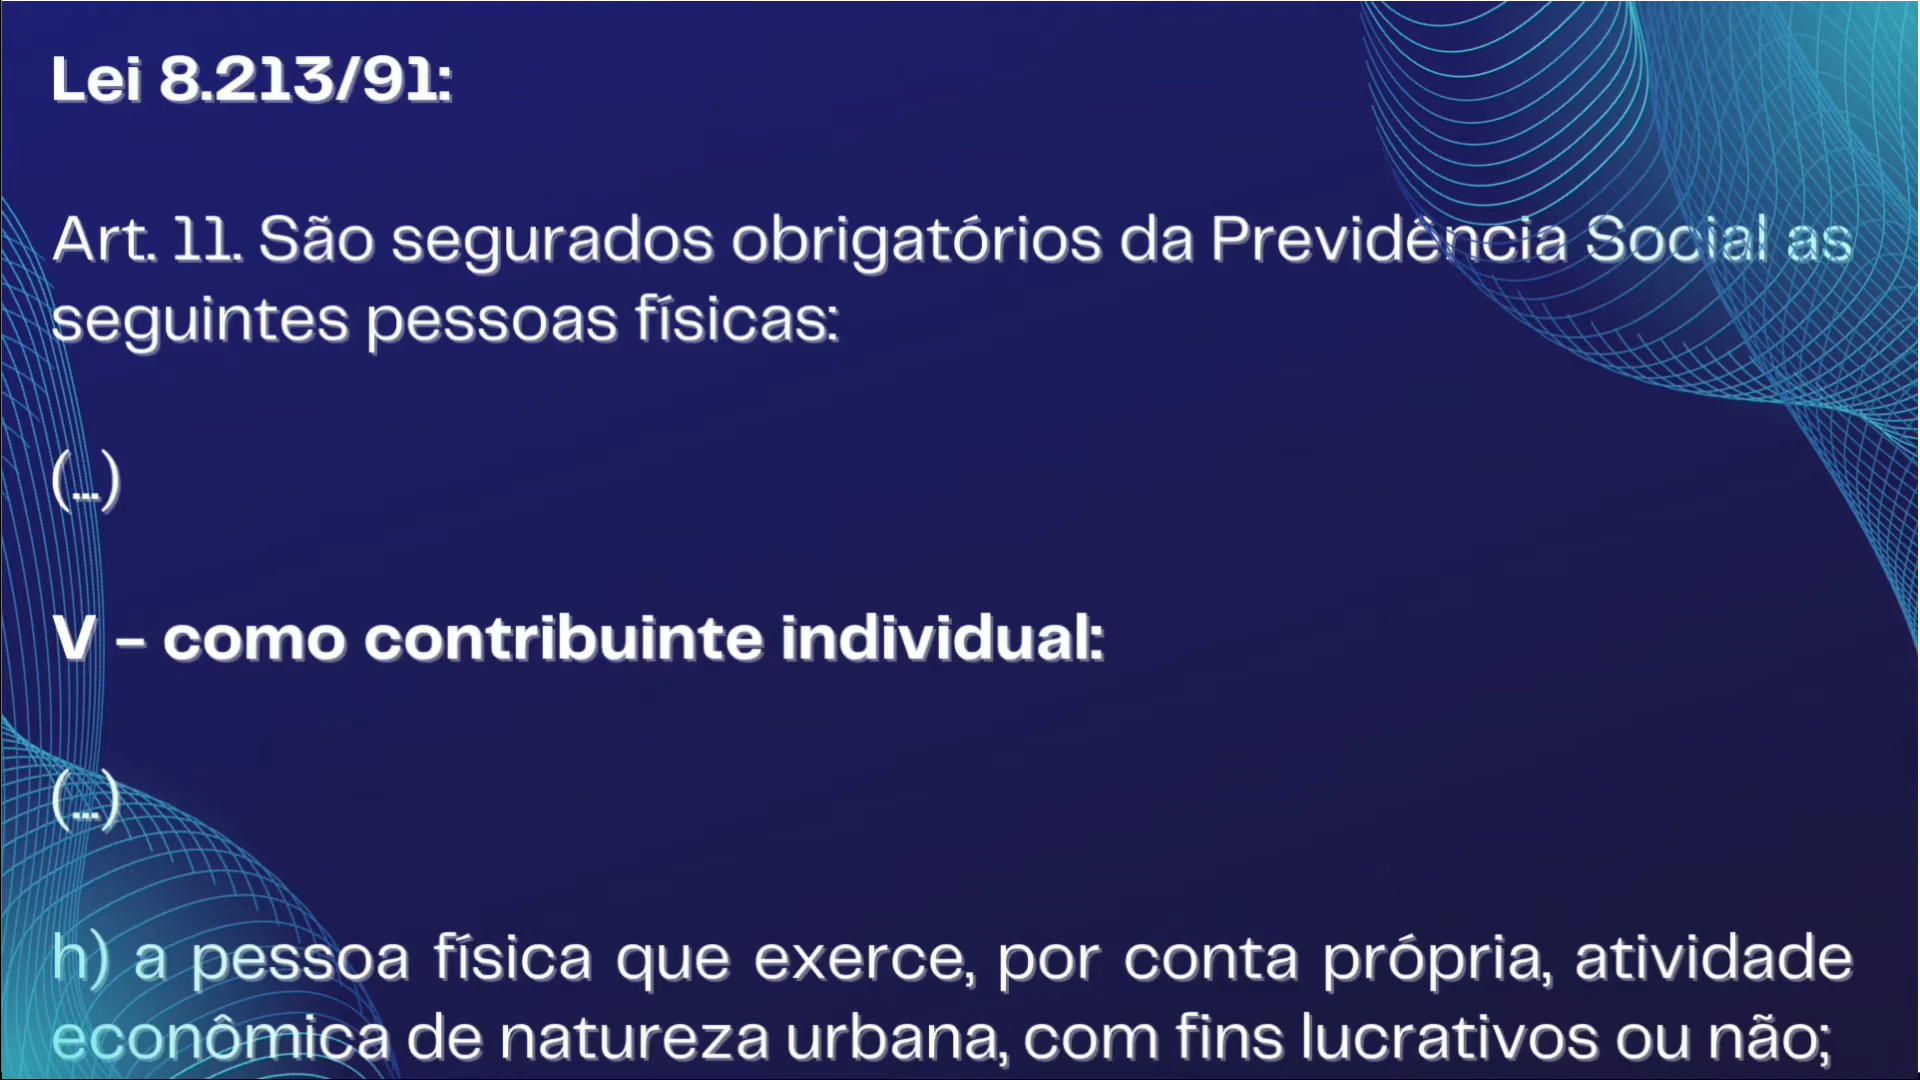 Lei 8.213/91:
Art. 11. São segurados obrigatórios da Previdência Social as
seguintes pessoas físicas:
(...)
V – como contribuinte individual:
(...)
h) a pessoa física que exerce, por conta própria, atividade
econômica de natureza urbana, com fins lucrativos ou não;